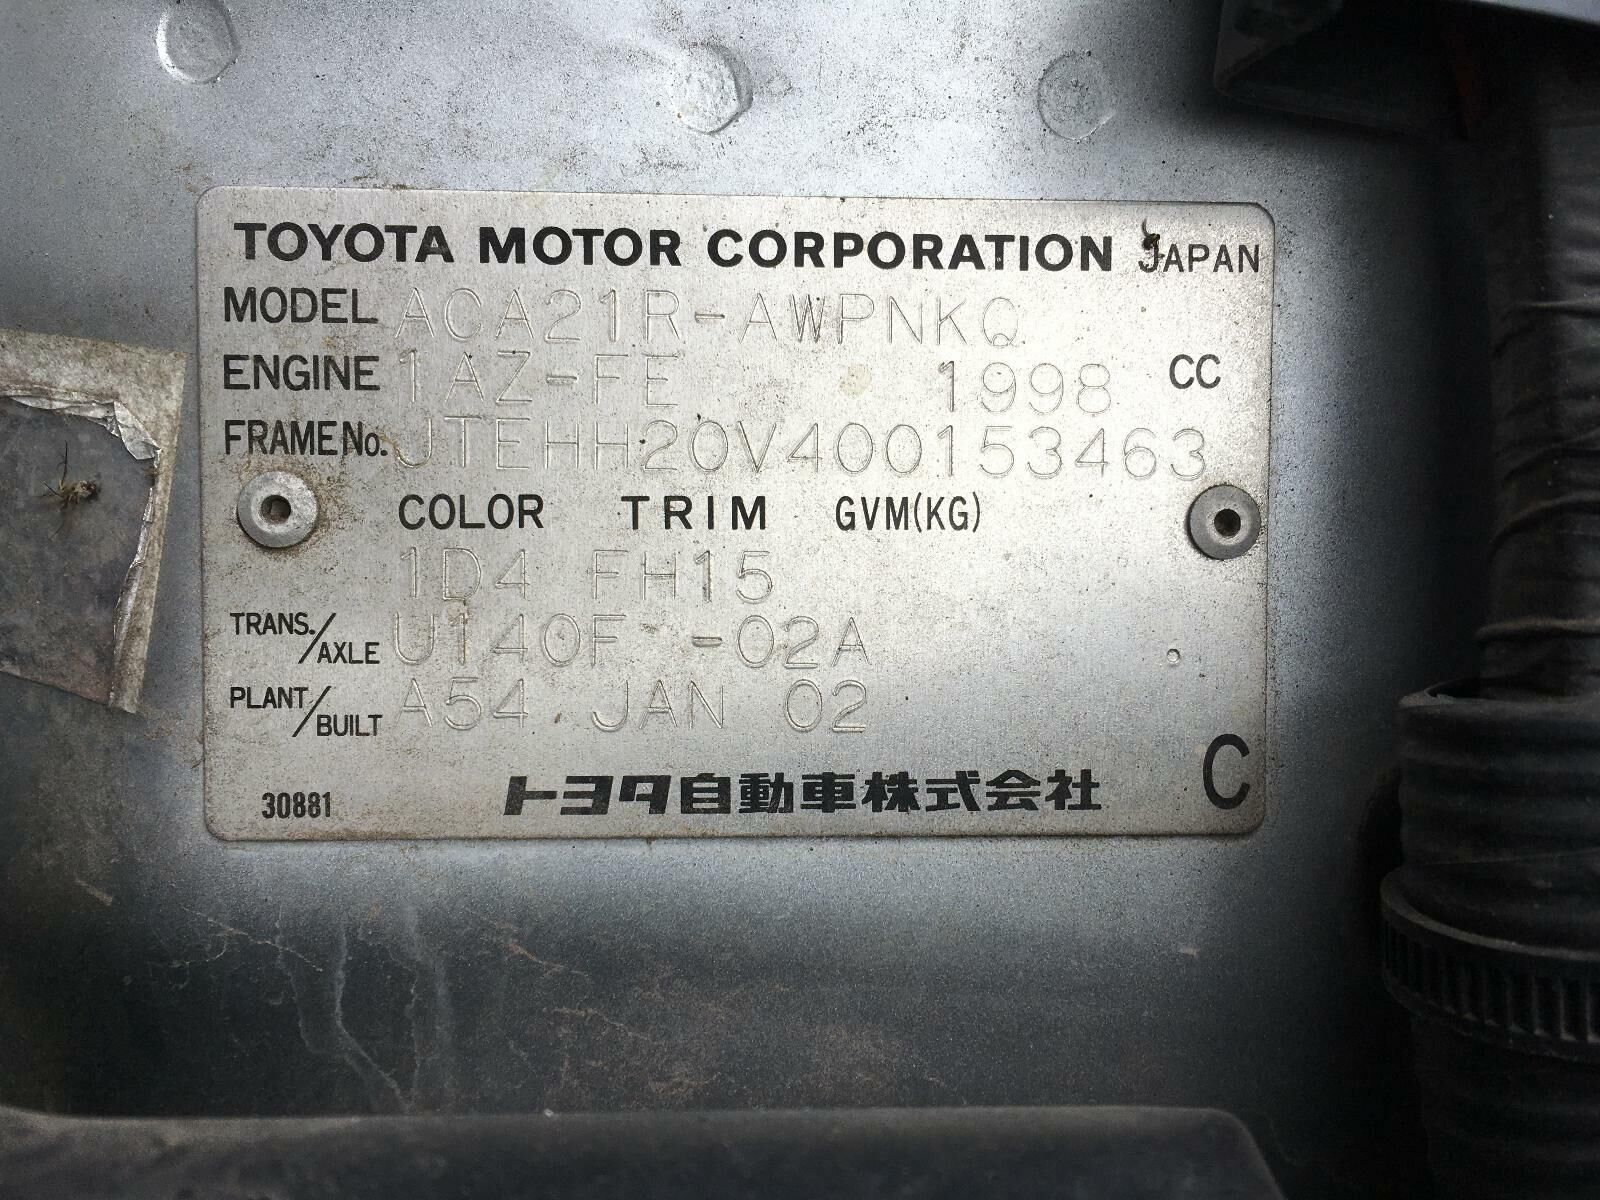 TOYOTA MOTOR CORPORATION JAPAN
MODEL ACA21R-AWPNKQ
ENGINE 1AZ-FE 1998 CC
FRAME No. JTEHH20V400153463
COLOR TRIM GVM(KG)
1D4 FH15
TRANS./AXLE U140F -02A
PLANT/BUILT A54 JAN 02
30881 トヨタ自動車株式会社 C